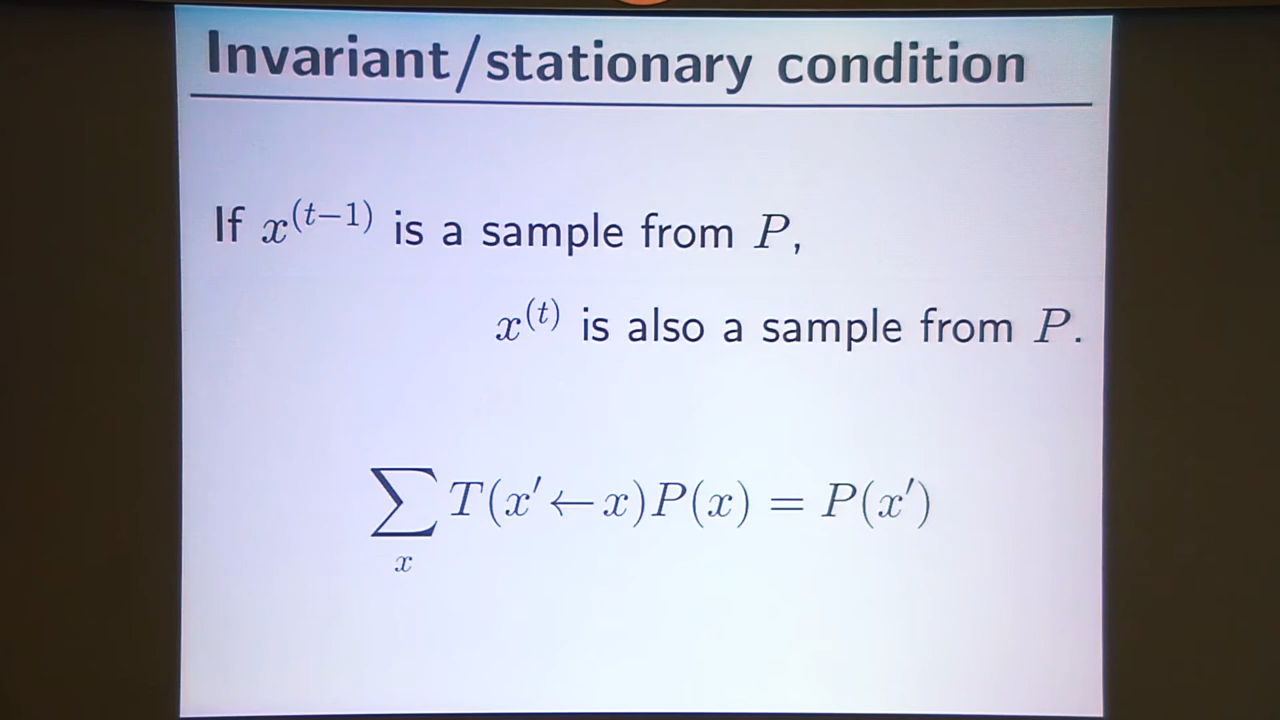 Invariant/stationary condition
If x^(t−1) is a sample from P,
x^(t) is also a sample from P.
∑_x T(x′←x)P(x) = P(x′)